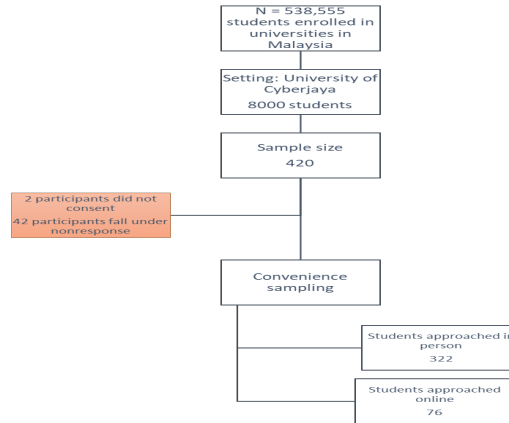 N = 538,555
students enrolled in
universities in
Malaysia
Setting: University of
Cyberjaya
8000 students
Sample size
420
2 participants did not
consent
42 participants fall under
nonresponse
Convenience
sampling
Students approached in
person
322
Students approached
online
76